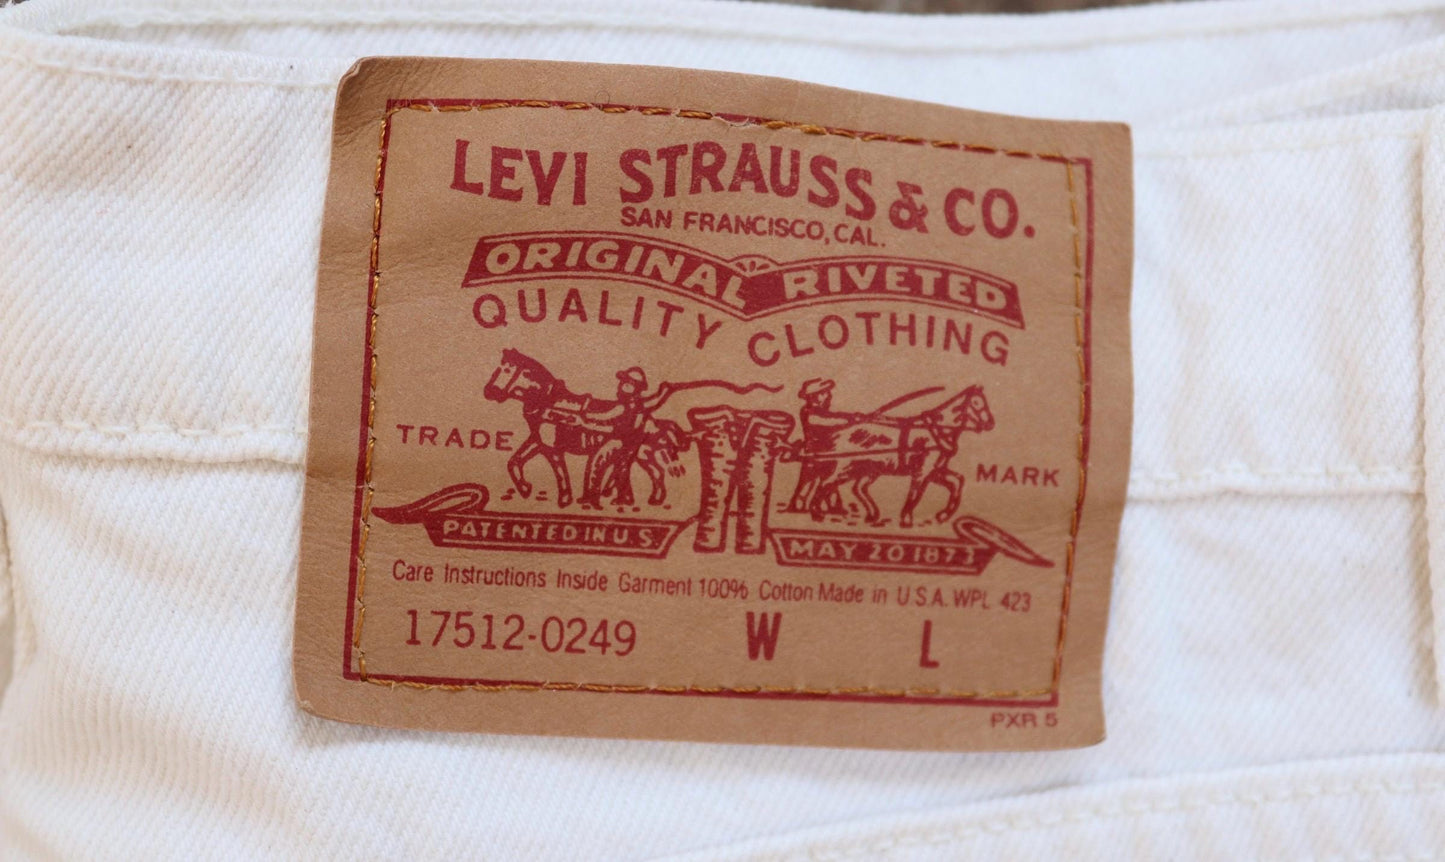 LEVI STRAUSS & CO.
SAN FRANCISCO, CAL.
ORIGINAL RIVETED
QUALITY CLOTHING
TRADE MARK
PATENTED IN U.S. MAY 20 1873
Care Instructions Inside Garment 100% Cotton Made in U.S.A. WPL 423
17512-0249 W L
PXR 5